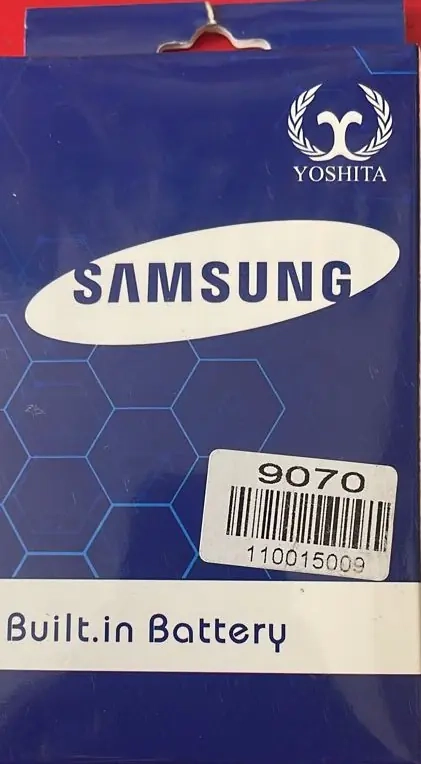 YOSHITA
SAMSUNG
9070
110015009
Built.in Battery